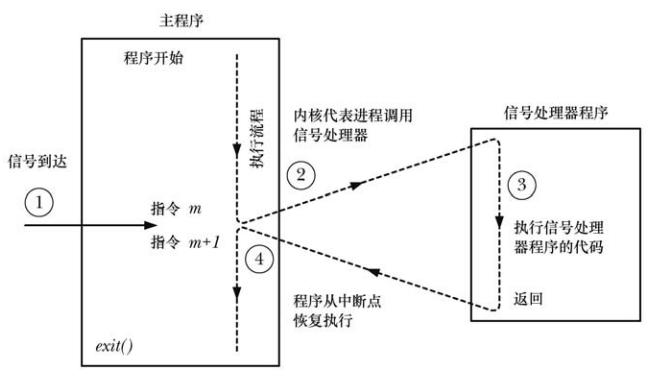 主程序
程序开始
执行流程
内核代表进程调用
信号处理器
信号处理器程序
信号到达
1
2
3
指令 m
指令 m+1
4
执行信号处理
器程序的代码
程序从中断点
恢复执行
返回
exit()